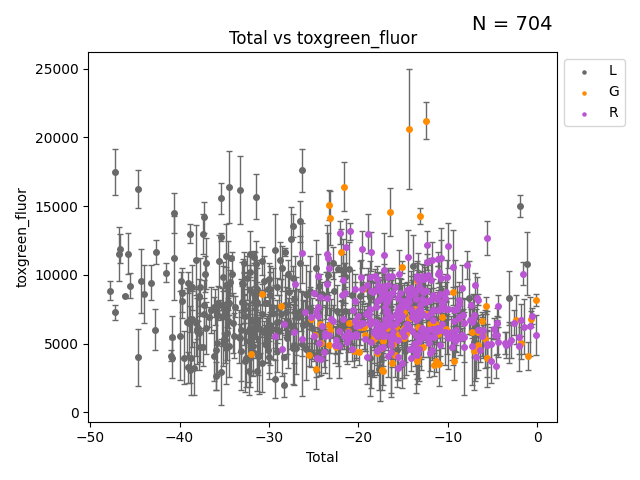 N = 704
Total vs toxgreen_fluor
25000
20000
15000
10000
5000
0
toxgreen_fluor
−50
−40
−30
−20
−10
0
Total
L
G
R